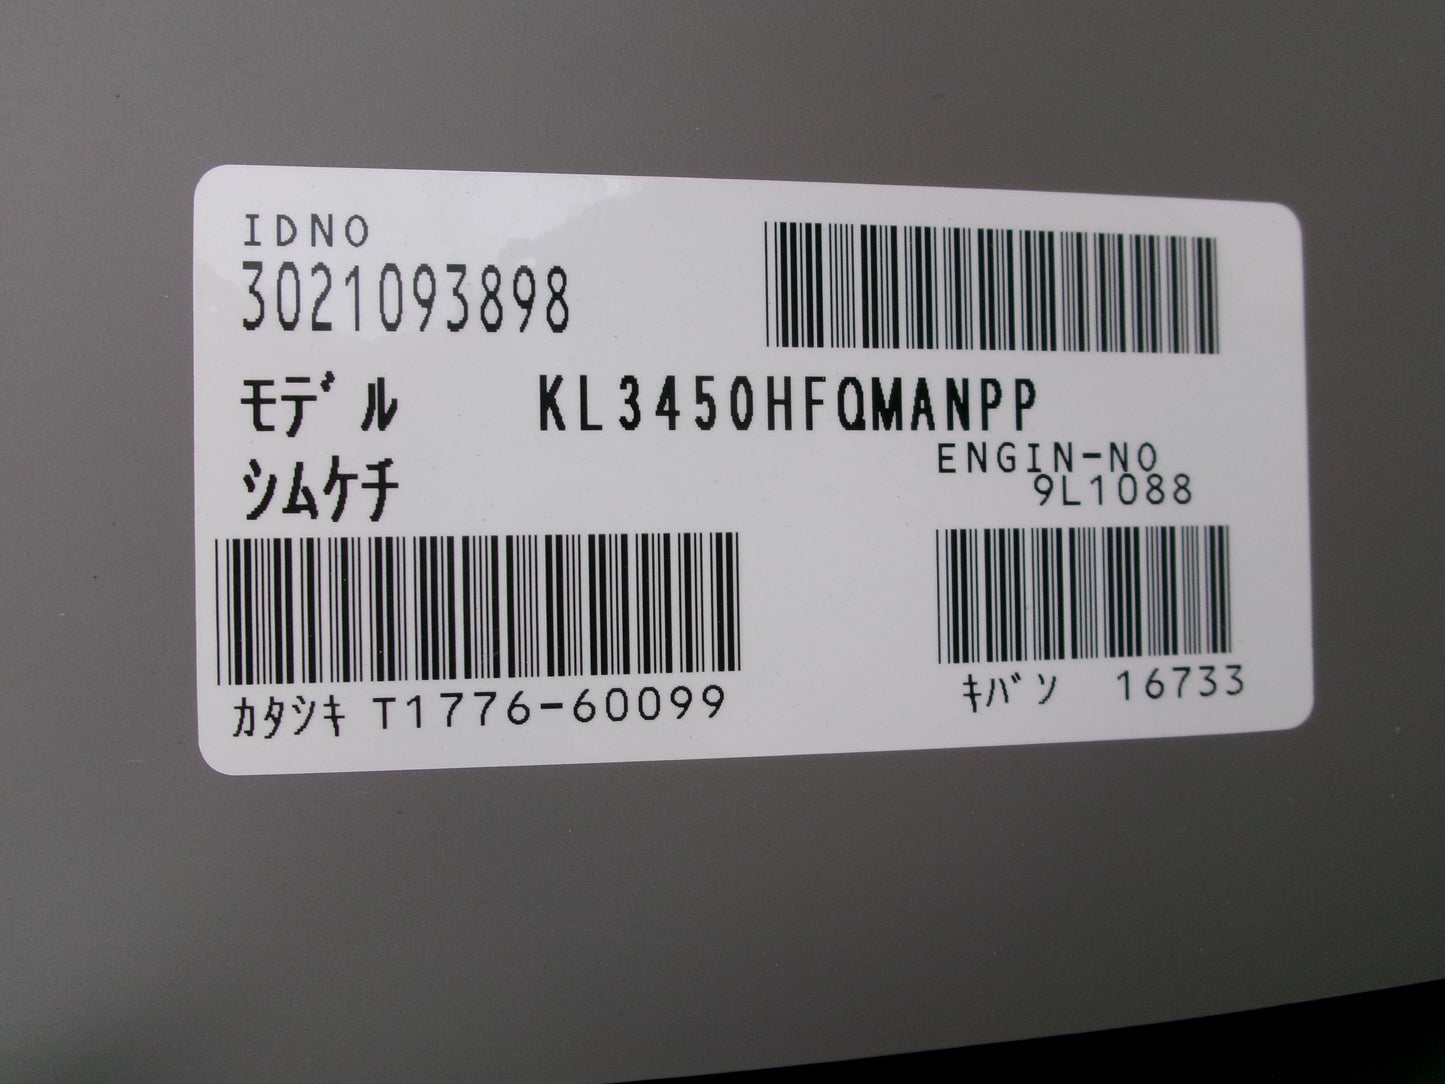 IDNO
3021093898
ﾓﾃﾞﾙ KL3450HFQMANPP
ｼﾑｹﾁ
ENGIN-NO
9L1088
ｶﾀｼｷ T1776-60099
ｷﾊﾞﾝ 16733